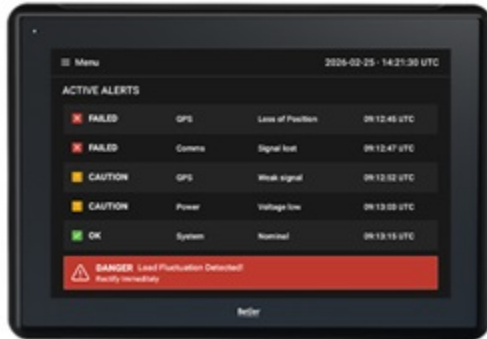 Menu 2026-02-25 - 14:21:30 UTC
ACTIVE ALERTS
FAILED GPS Loss of Position 09:12:45 UTC
FAILED Comms Signal lost 09:12:47 UTC
CAUTION GPS Weak signal 09:12:52 UTC
CAUTION Power Voltage low 09:13:03 UTC
OK System Nominal 09:13:15 UTC
DANGER Load Fluctuation Detected!
Rectify Immeditaly
Beijer